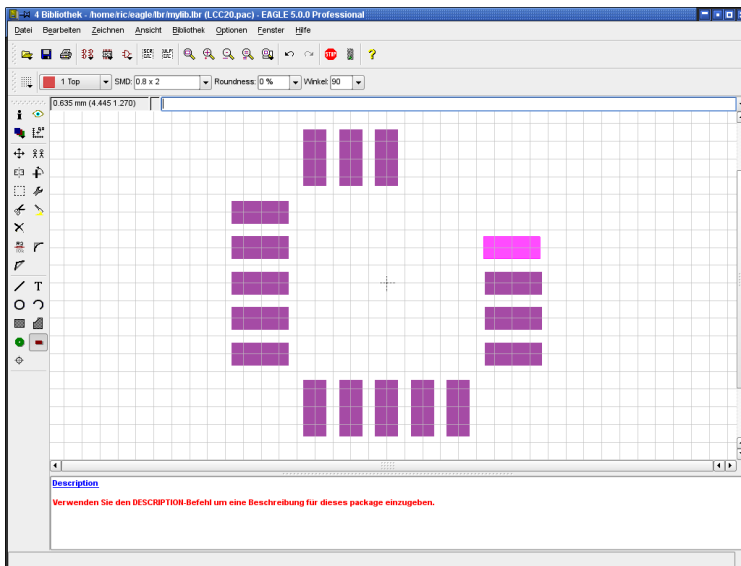 4 Bibliothek - /home/ric/eagle/lbr/mylib.lbr (LCC20.pac) - EAGLE 5.0.0 Professional
Datei Bearbeiten Zeichnen Ansicht Bibliothek Optionen Fenster Hilfe
1 Top SMD: 0.8 x 2 Roundness: 0 % Winkel: 90
0.635 mm (4.445 1.270)
Description
Verwenden Sie den DESCRIPTION-Befehl um eine Beschreibung für dieses package einzugeben.